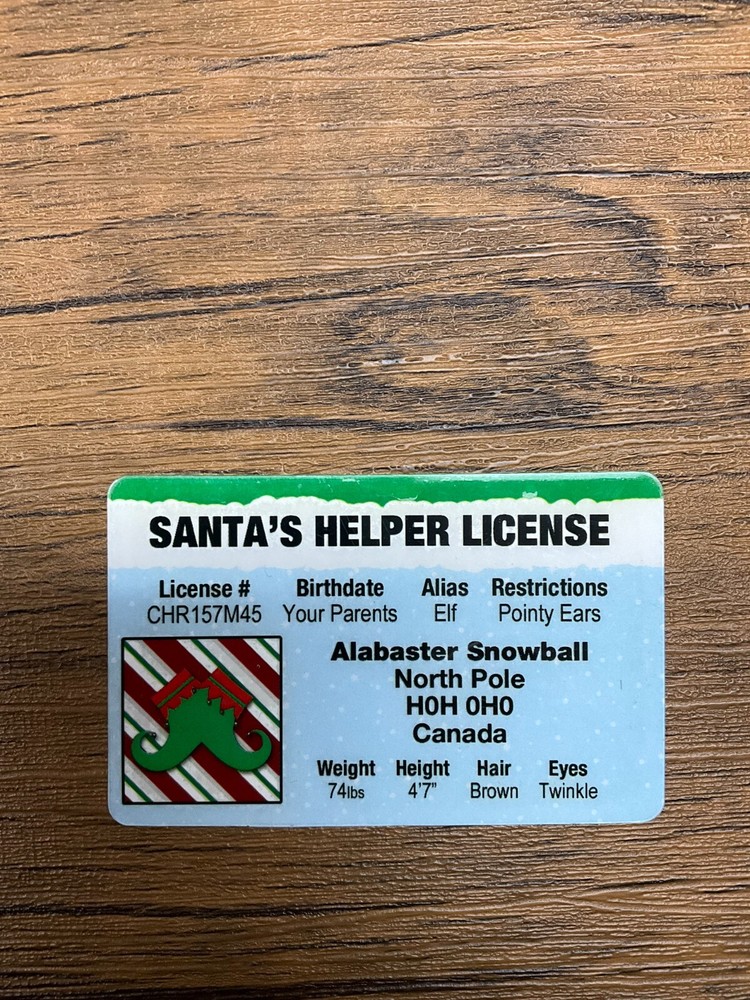 SANTA'S HELPER LICENSE
License # Birthdate Alias Restrictions
CHR157M45 Your Parents Elf Pointy Ears
Alabaster Snowball
North Pole
H0H 0H0
Canada
Weight Height Hair Eyes
74lbs 4'7" Brown Twinkle